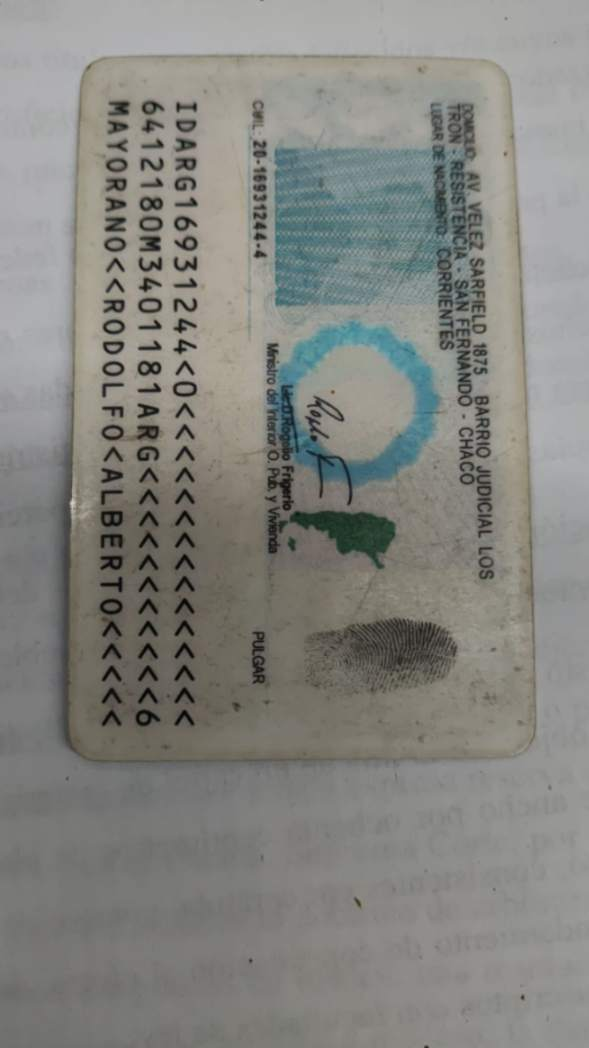 DOMICILIO: AV. VELEZ SARFIELD 1875 BARRIO JUDICIAL LOS
TRON - RESISTENCIA - SAN FERNANDO - CHACO
LUGAR DE NACIMIENTO: CORRIENTES
Lic. D. Rogelio Frigerio
Ministro del Interior O. Púb. y Vivienda
CUIL: 20-16931244-4
PULGAR
IDARG16931244<0<<<<<<<<<<<<<<<
6412180M3401181ARG<<<<<<<<<<<6
MAYORANO<<RODOLFO<ALBERTO<<<<<